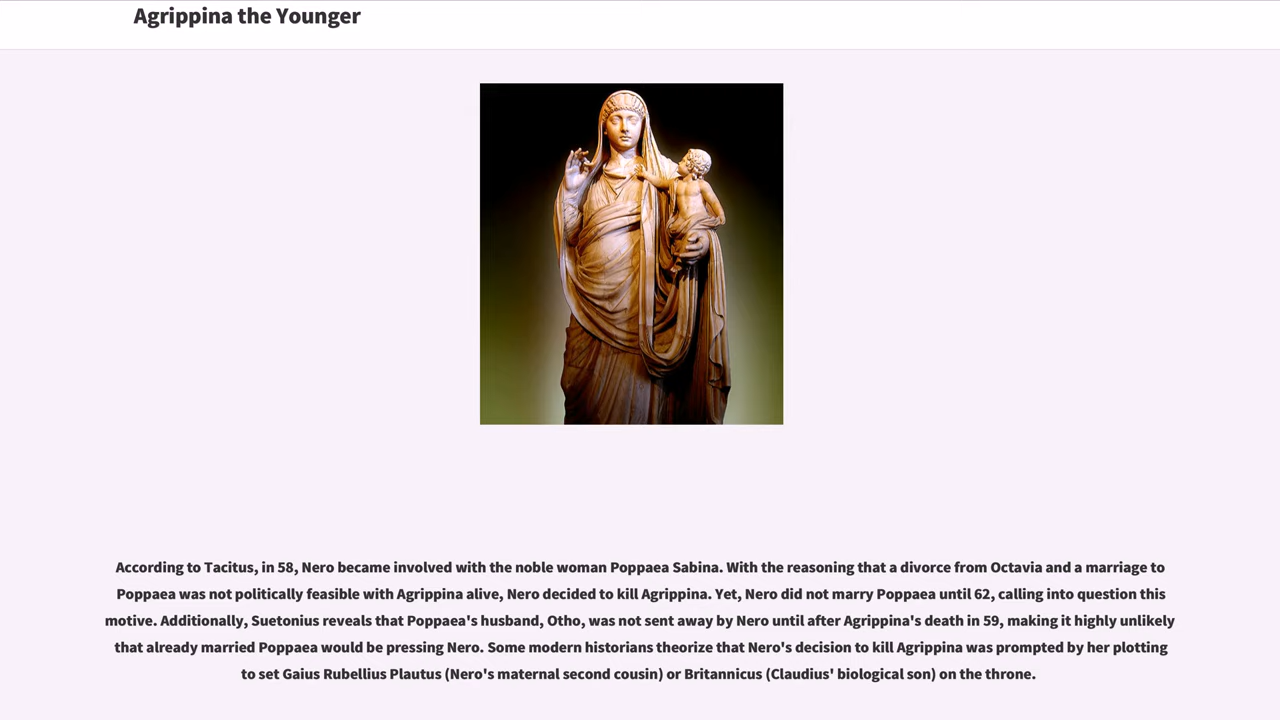 Agrippina the Younger
According to Tacitus, in 58, Nero became involved with the noble woman Poppaea Sabina. With the reasoning that a divorce from Octavia and a marriage to
Poppaea was not politically feasible with Agrippina alive, Nero decided to kill Agrippina. Yet, Nero did not marry Poppaea until 62, calling into question this
motive. Additionally, Suetonius reveals that Poppaea's husband, Otho, was not sent away by Nero until after Agrippina's death in 59, making it highly unlikely
that already married Poppaea would be pressing Nero. Some modern historians theorize that Nero's decision to kill Agrippina was prompted by her plotting
to set Gaius Rubellius Plautus (Nero's maternal second cousin) or Britannicus (Claudius' biological son) on the throne.